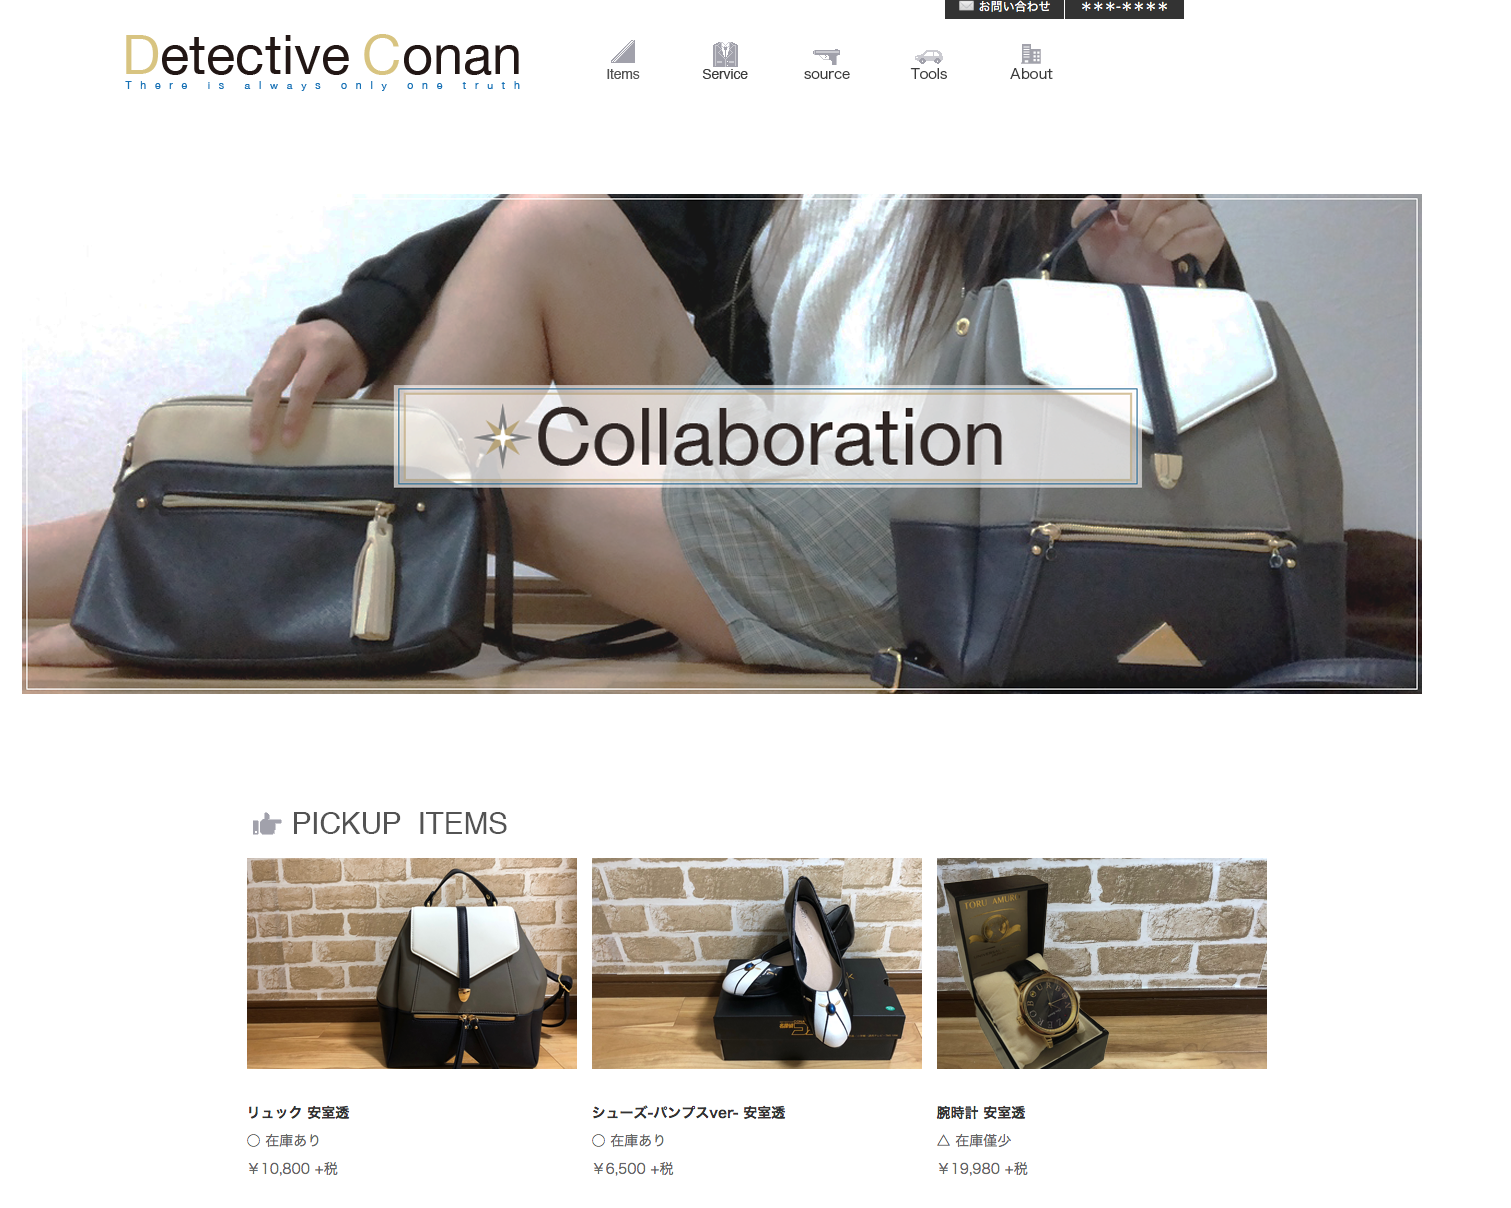 お問い合わせ
***-****
Detective Conan
There is always only one truth
Items
Service
source
Tools
About
Collaboration
PICKUP ITEMS
TORU AMURO
リュック 安室透
○ 在庫あり
￥10,800 +税
シューズ-パンプスver- 安室透
○ 在庫あり
￥6,500 +税
腕時計 安室透
△ 在庫僅少
￥19,980 +税